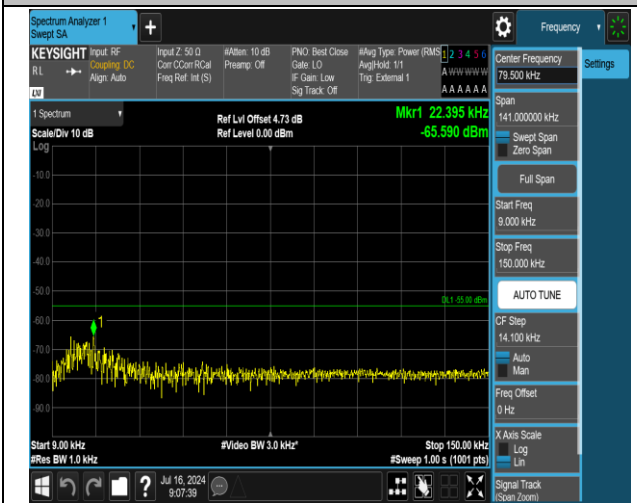 Spectrum Analyzer 1
Swept SA
+
Frequency
KEYSIGHT
RL
LXI
Input: RF
Coupling: DC
Align: Auto
Input Z: 50 Ω
Corr CCorr RCal
Freq Ref: Int (S)
#Atten: 10 dB
Preamp: Off
PNO: Best Close
Gate: LO
IF Gain: Low
Sig Track: Off
#Avg Type: Power (RMS
Avg|Hold: 1/1
Trig: External 1
1 2 3 4 5 6
A W W W W W
A A A A A A
1 Spectrum
Scale/Div 10 dB
Log
Ref Lvl Offset 4.73 dB
Ref Level 0.00 dBm
Mkr1 22.395 kHz
-65.590 dBm
-10.0
-20.0
-30.0
-40.0
-50.0
DL1 -55.00 dBm
-60.0
1
-70.0
-80.0
-90.0
Start 9.00 kHz
#Res BW 1.0 kHz
#Video BW 3.0 kHz*
Stop 150.00 kHz
#Sweep 1.00 s (1001 pts)
Center Frequency
79.500 kHz
Settings
Span
141.000000 kHz
Swept Span
Zero Span
Full Span
Start Freq
9.000 kHz
Stop Freq
150.000 kHz
AUTO TUNE
CF Step
14.100 kHz
Auto
Man
Freq Offset
0 Hz
X Axis Scale
Log
Lin
Signal Track
(Span Zoom)
?
Jul 16, 2024
9:07:39